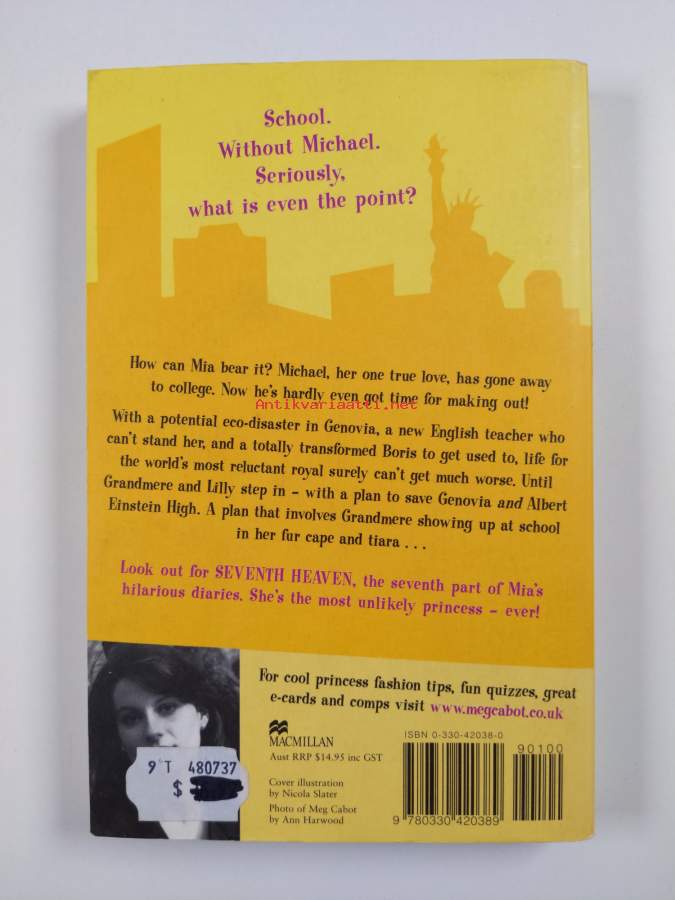 School.
Without Michael.
Seriously,
what is even the point?
How can Mia bear it? Michael, her one true love, has gone away
to college. Now he's hardly even got time for making out!
Antikvariaatti.net
With a potential eco-disaster in Genovia, a new English teacher who
can't stand her, and a totally transformed Boris to get used to, life for
the world's most reluctant royal surely can't get much worse. Until
Grandmere and Lilly step in – with a plan to save Genovia and Albert
Einstein High. A plan that involves Grandmere showing up at school
in her fur cape and tiara . . .
Look out for SEVENTH HEAVEN, the seventh part of Mia's
hilarious diaries. She's the most unlikely princess – ever!
For cool princess fashion tips, fun quizzes, great
e-cards and comps visit www.megcabot.co.uk
MACMILLAN
Aust RRP $14.95 inc GST
Cover illustration
by Nicola Slater
Photo of Meg Cabot
by Ann Harwood
ISBN 0-330-42038-0
90100
9 780330 420389
9 T 480737
$